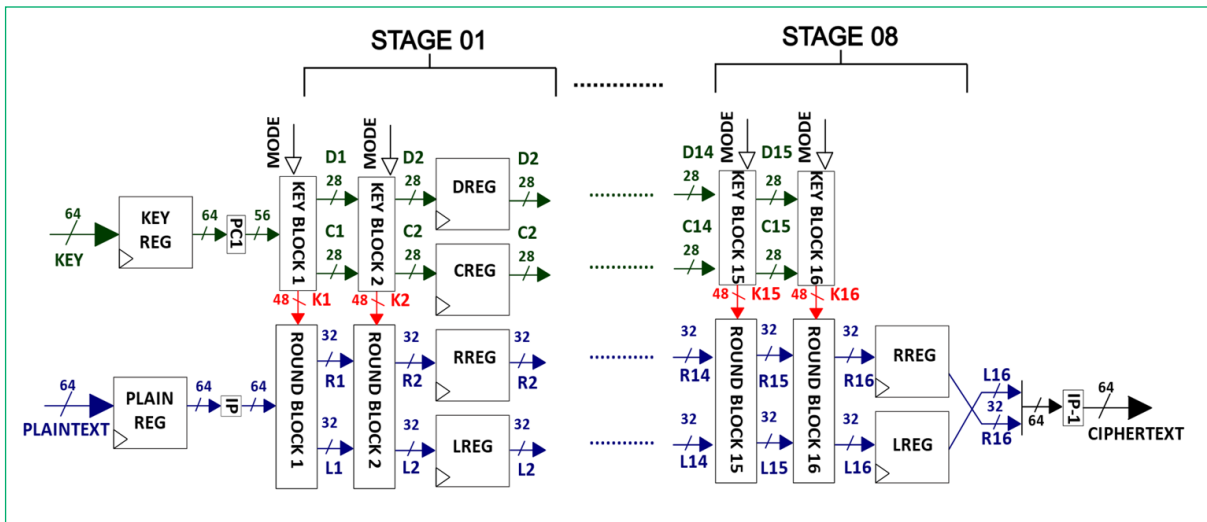 STAGE 01
STAGE 08
MODE
MODE
MODE
MODE
D1
D2
D2
D14
D15
28
28
28
28
28
KEY BLOCK 1
KEY BLOCK 2
DREG
KEY BLOCK 15
KEY BLOCK 16
64
KEY
KEY
REG
64
PC1
56
C1
C2
C2
C14
C15
28
28
28
28
28
CREG
48
K1
48
K2
48
K15
48
K16
ROUND BLOCK 1
ROUND BLOCK 2
ROUND BLOCK 15
ROUND BLOCK 16
32
32
32
32
32
32
R1
R2
RREG
R2
R14
R15
R16
RREG
64
PLAINTEXT
PLAIN
REG
64
IP
64
32
32
32
32
32
32
L1
L2
LREG
L2
L14
L15
L16
LREG
L16
32
R16
64
IP-1
64
CIPHERTEXT